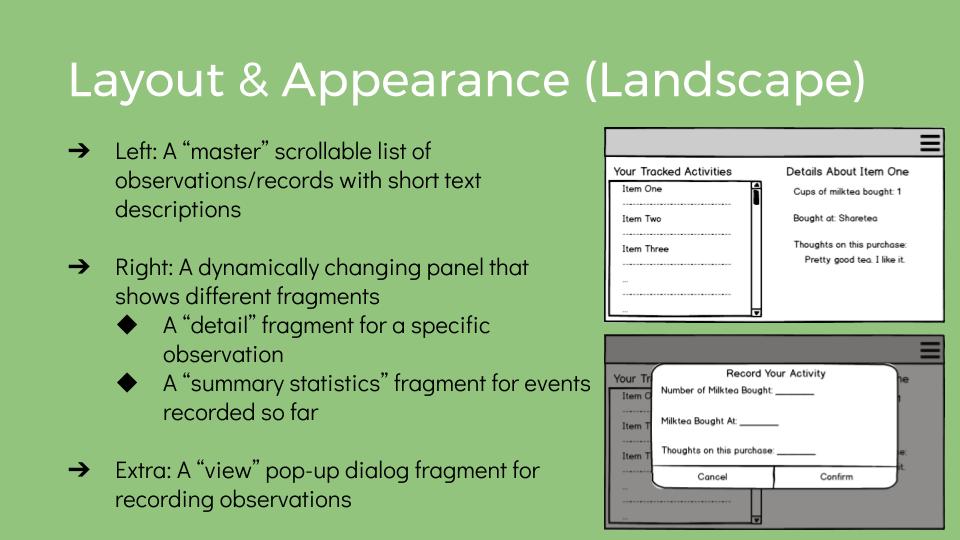 Layout & Appearance (Landscape)
➔ Left: A “master” scrollable list of
observations/records with short text
descriptions
➔ Right: A dynamically changing panel that
shows different fragments
◆ A “detail” fragment for a specific
observation
◆ A “summary statistics” fragment for events
recorded so far
➔ Extra: A “view” pop-up dialog fragment for
recording observations
Your Tracked Activities
Item One
Item Two
Item Three
...
...
Details About Item One
Cups of milktea bought: 1
Bought at: Sharetea
Thoughts on this purchase:
Pretty good tea. I like it.
Your Tr
Item O
Item T
Item T
...
...
ne
1
se:
it.
Record Your Activity
Number of Milktea Bought: _______
Milktea Bought At: _______
Thoughts on this purchase: _______
Cancel
Confirm